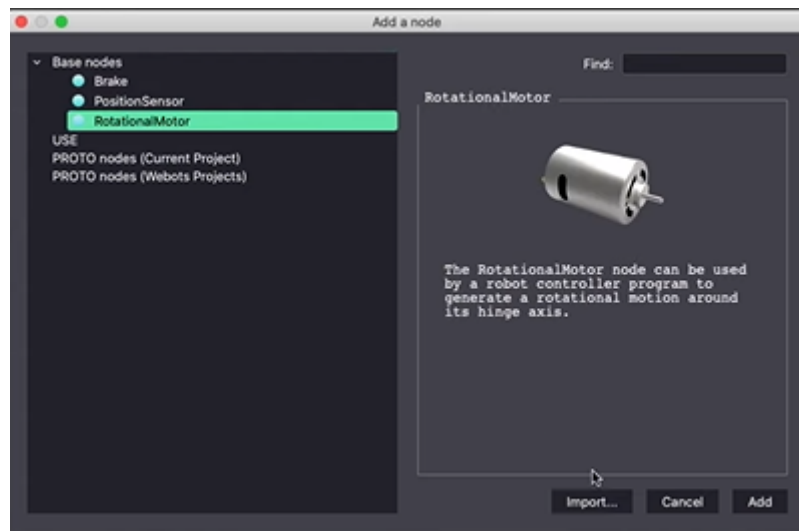 Add a node
Base nodes
Brake
PositionSensor
RotationalMotor
USE
PROTO nodes (Current Project)
PROTO nodes (Webots Projects)
Find:
RotationalMotor
The RotationalMotor node can be used
by a robot controller program to
generate a rotational motion around
its hinge axis.
Import...
Cancel
Add